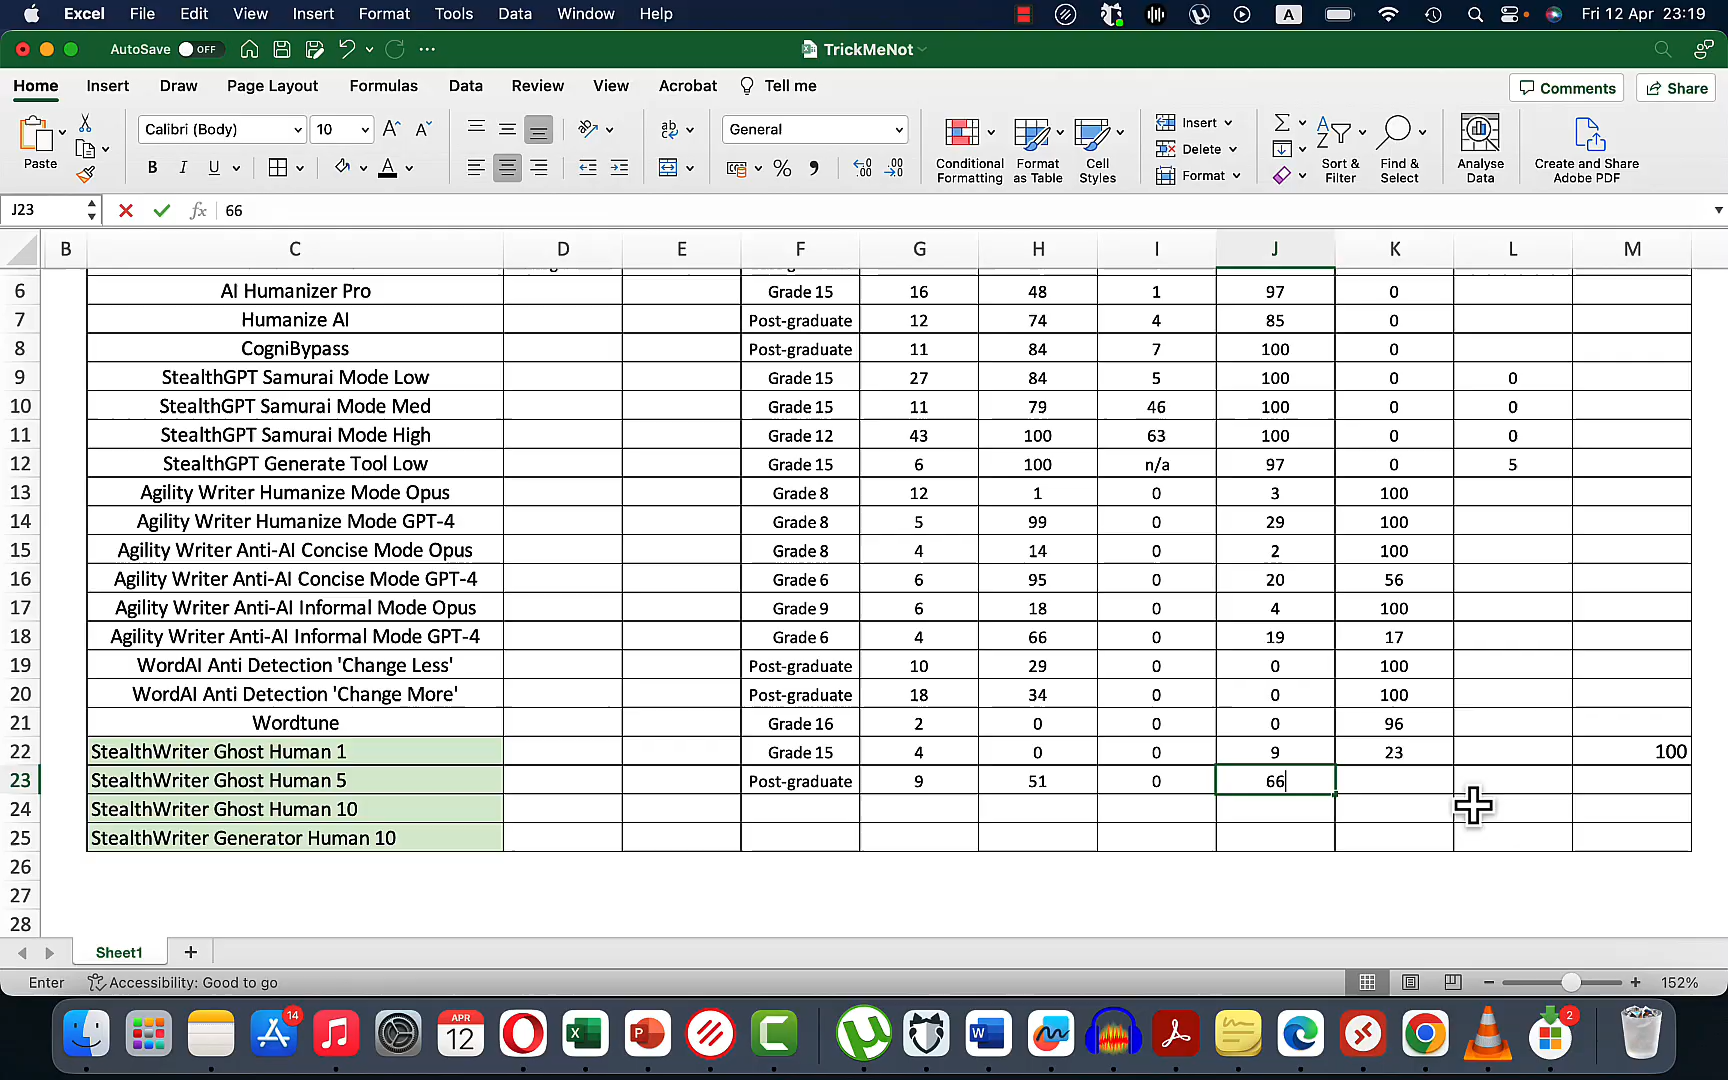 Excel File Edit View Insert Format Tools Data Window Help A Fri 12 Apr 23:19
AutoSave OFF TrickMeNot
Home Insert Draw Page Layout Formulas Data Review View Acrobat Tell me Comments Share
Paste Calibri (Body) 10 A A ab General Insert Delete Format
B I U A % Conditional Formatting Format as Table Cell Styles Sort & Filter Find & Select Analyse Data Create and Share Adobe PDF
J23 fx 66
B C D E F G H I J K L M
6 AI Humanizer Pro Grade 15 16 48 1 97 0
7 Humanize AI Post-graduate 12 74 4 85 0
8 CogniBypass Post-graduate 11 84 7 100 0
9 StealthGPT Samurai Mode Low Grade 15 27 84 5 100 0 0
10 StealthGPT Samurai Mode Med Grade 15 11 79 46 100 0 0
11 StealthGPT Samurai Mode High Grade 12 43 100 63 100 0 0
12 StealthGPT Generate Tool Low Grade 15 6 100 n/a 97 0 5
13 Agility Writer Humanize Mode Opus Grade 8 12 1 0 3 100
14 Agility Writer Humanize Mode GPT-4 Grade 8 5 99 0 29 100
15 Agility Writer Anti-AI Concise Mode Opus Grade 8 4 14 0 2 100
16 Agility Writer Anti-AI Concise Mode GPT-4 Grade 6 6 95 0 20 56
17 Agility Writer Anti-AI Informal Mode Opus Grade 9 6 18 0 4 100
18 Agility Writer Anti-AI Informal Mode GPT-4 Grade 6 4 66 0 19 17
19 WordAI Anti Detection 'Change Less' Post-graduate 10 29 0 0 100
20 WordAI Anti Detection 'Change More' Post-graduate 18 34 0 0 100
21 Wordtune Grade 16 2 0 0 0 96
22 StealthWriter Ghost Human 1 Grade 15 4 0 0 9 23 100
23 StealthWriter Ghost Human 5 Post-graduate 9 51 0 66
24 StealthWriter Ghost Human 10
25 StealthWriter Generator Human 10
26
27
28
Sheet1
Enter Accessibility: Good to go 152%
14 APR 12 2